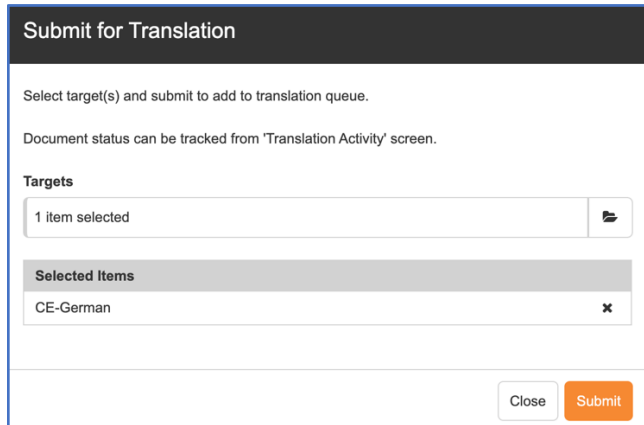 Submit for Translation
Select target(s) and submit to add to translation queue.
Document status can be tracked from 'Translation Activity' screen.
Targets
1 item selected
Selected Items
CE-German
Close Submit